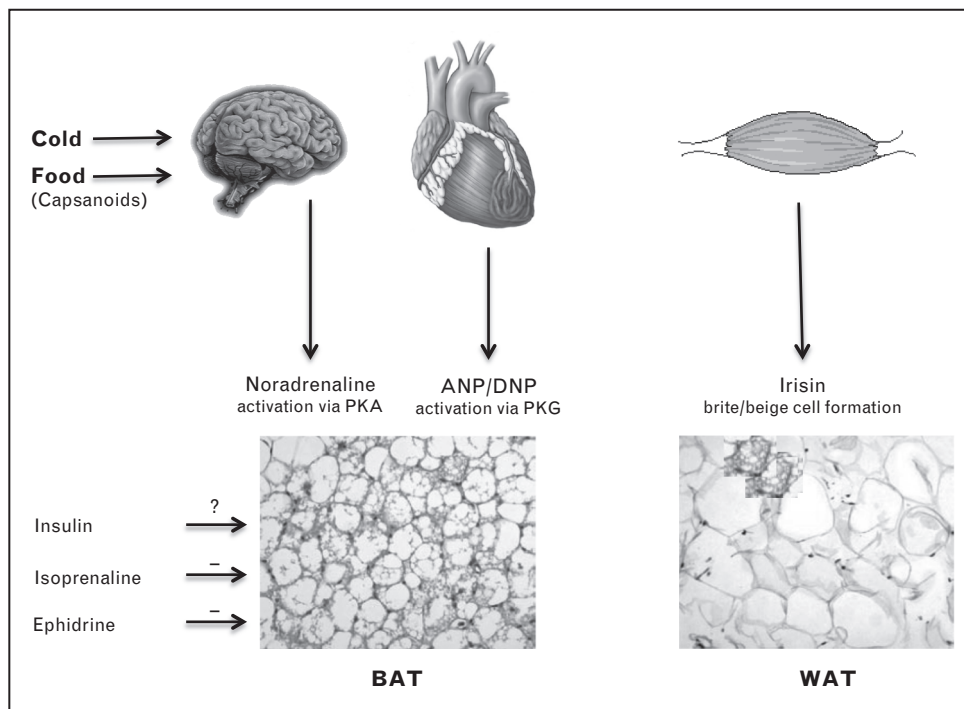 Cold
Food
(Capsanoids)
Noradrenaline
activation via PKA
ANP/DNP
activation via PKG
Irisin
brite/beige cell formation
Insulin
?
Isoprenaline
–
Ephidrine
–
BAT
WAT